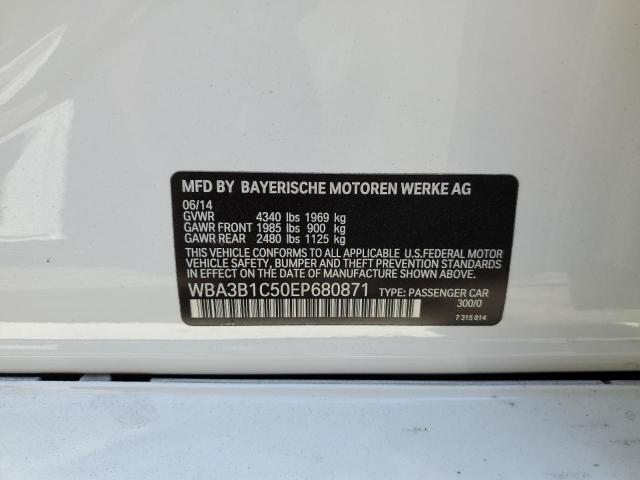 MFD BY BAYERISCHE MOTOREN WERKE AG
06/14
GVWR 4340 lbs 1969 kg
GAWR FRONT 1985 lbs 900 kg
GAWR REAR 2480 lbs 1125 kg
THIS VEHICLE CONFORMS TO ALL APPLICABLE U.S.FEDERAL MOTOR
VEHICLE SAFETY, BUMPER AND THEFT PREVENTION STANDARDS IN
EFFECT ON THE DATE OF MANUFACTURE SHOWN ABOVE.
WBA3B1C50EP680871 TYPE: PASSENGER CAR
300/0
7 315 814